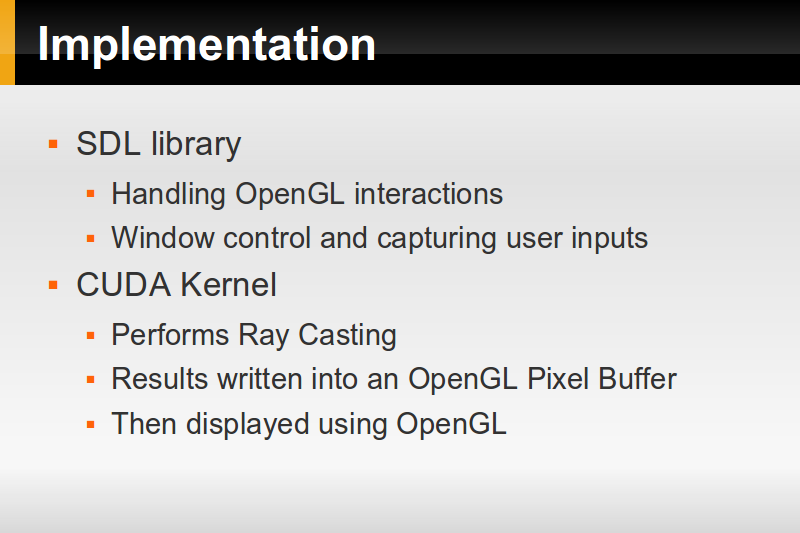 Implementation
SDL library
Handling OpenGL interactions
Window control and capturing user inputs
CUDA Kernel
Performs Ray Casting
Results written into an OpenGL Pixel Buffer
Then displayed using OpenGL